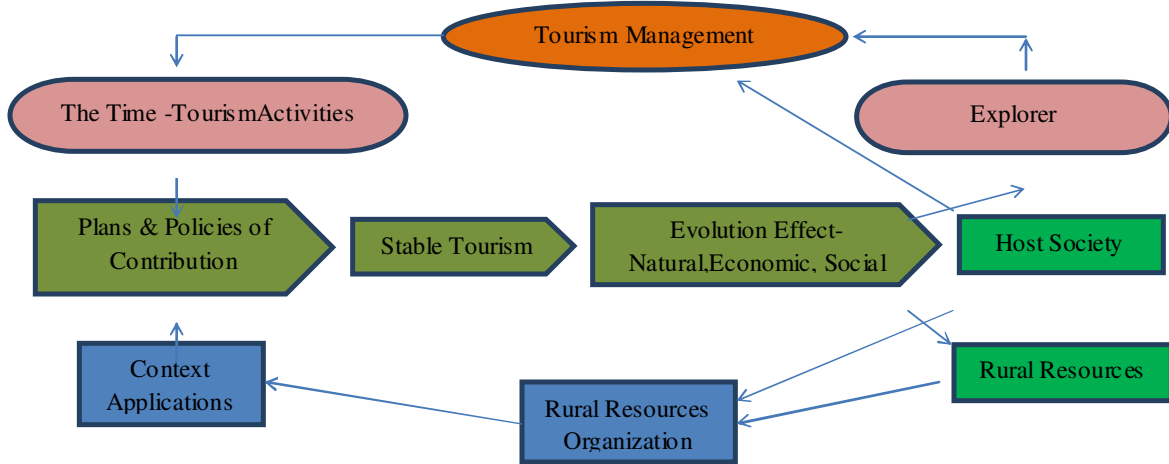 Tourism Management
The Time -TourismActivities
Explorer
Plans & Policies of
Contribution
Stable Tourism
Evolution Effect-
Natural,Economic, Social
Host Society
Context
Applications
Rural Resources
Organization
Rural Resources